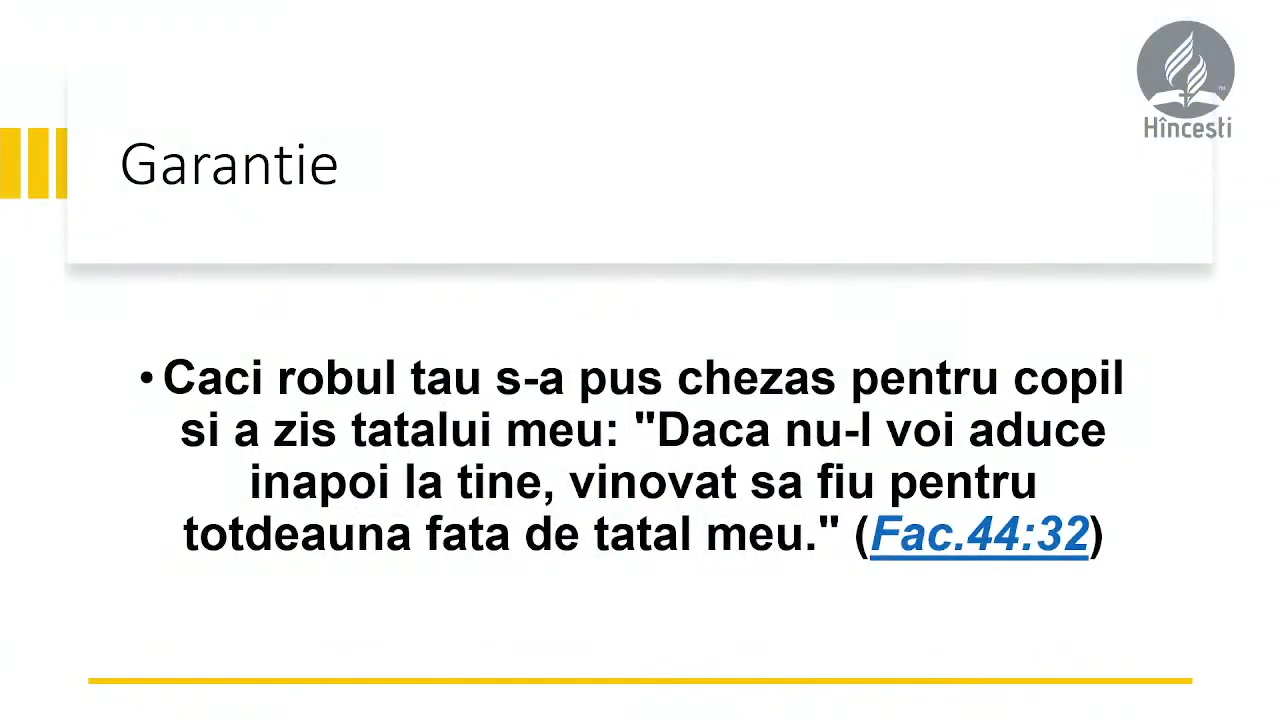 Hîncesti
Garantie
• Caci robul tau s-a pus chezas pentru copil
si a zis tatalui meu: "Daca nu-l voi aduce
inapoi la tine, vinovat sa fiu pentru
totdeauna fata de tatal meu." (Fac.44:32)